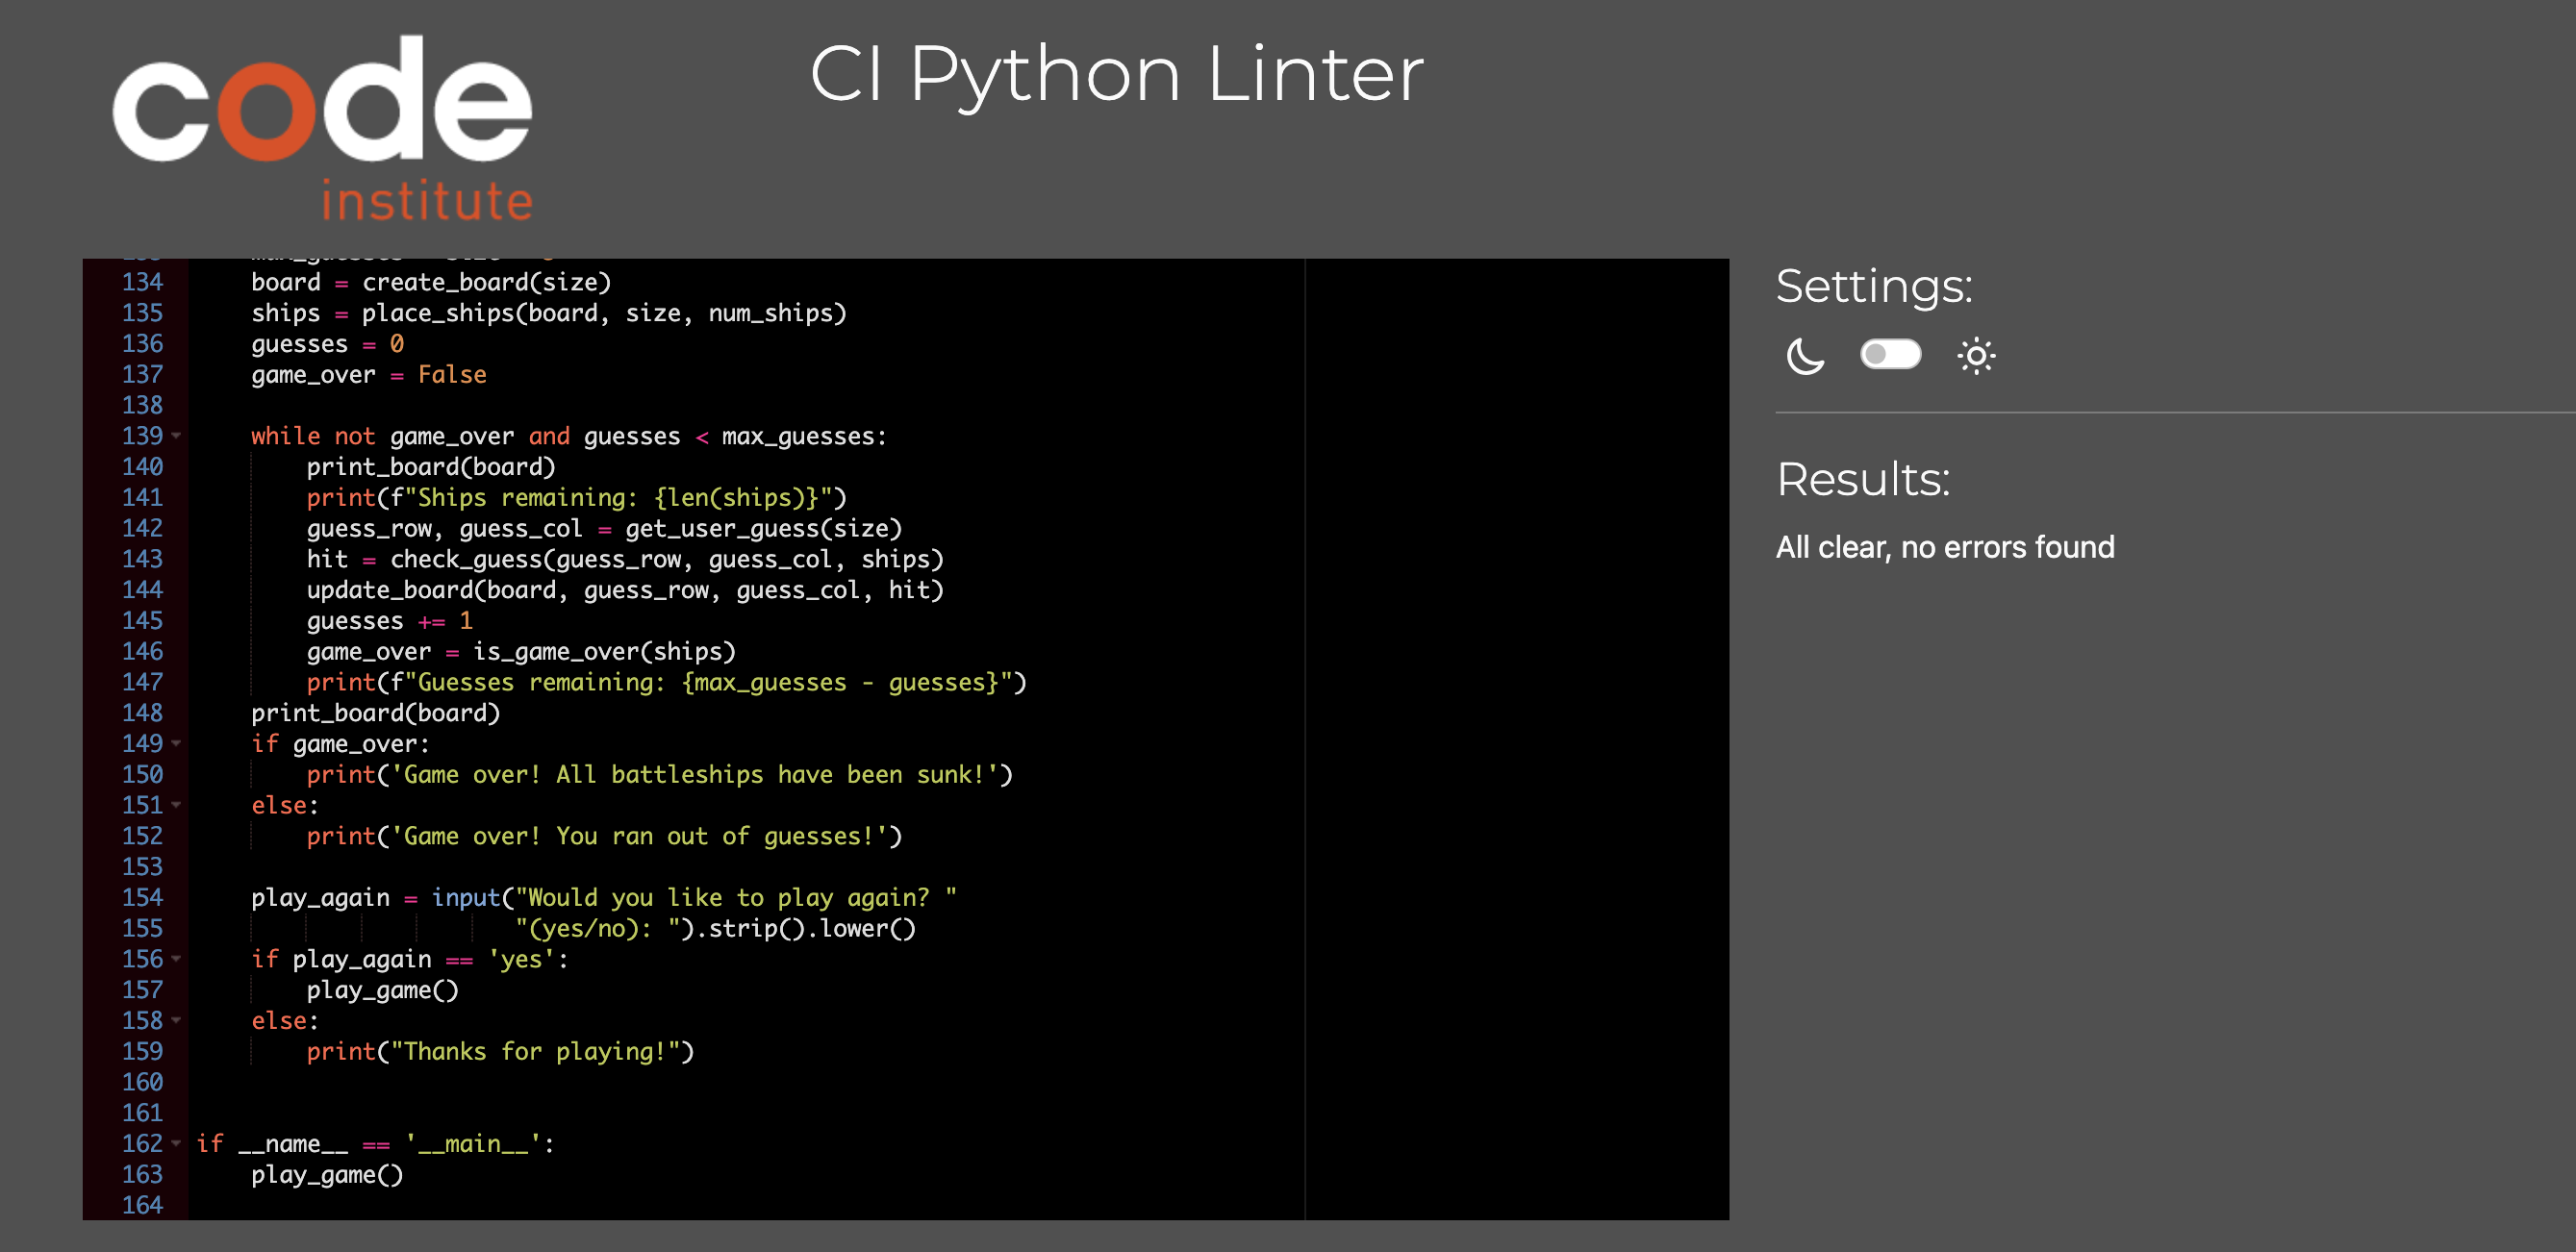 code
institute
CI Python Linter
134 board = create_board(size)
135 ships = place_ships(board, size, num_ships)
136 guesses = 0
137 game_over = False
138
139 while not game_over and guesses < max_guesses:
140 print_board(board)
141 print(f"Ships remaining: {len(ships)}")
142 guess_row, guess_col = get_user_guess(size)
143 hit = check_guess(guess_row, guess_col, ships)
144 update_board(board, guess_row, guess_col, hit)
145 guesses += 1
146 game_over = is_game_over(ships)
147 print(f"Guesses remaining: {max_guesses - guesses}")
148 print_board(board)
149 if game_over:
150 print('Game over! All battleships have been sunk!')
151 else:
152 print('Game over! You ran out of guesses!')
153
154 play_again = input("Would you like to play again? "
155 "(yes/no): ").strip().lower()
156 if play_again == 'yes':
157 play_game()
158 else:
159 print("Thanks for playing!")
160
161
162 if __name__ == '__main__':
163 play_game()
164
Settings:
Results:
All clear, no errors found